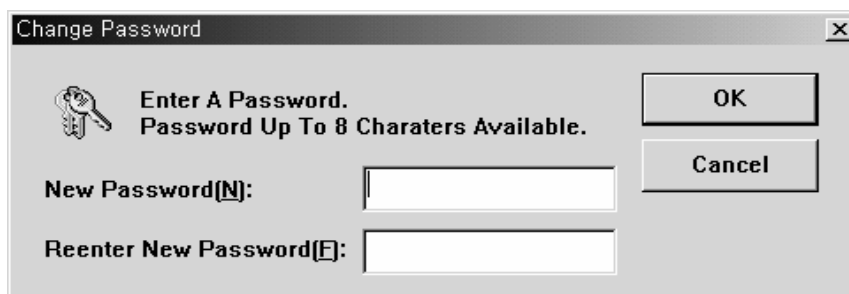 Change Password
Enter A Password.
Password Up To 8 Charaters Available.
OK
Cancel
New Password(N):
Reenter New Password(F):